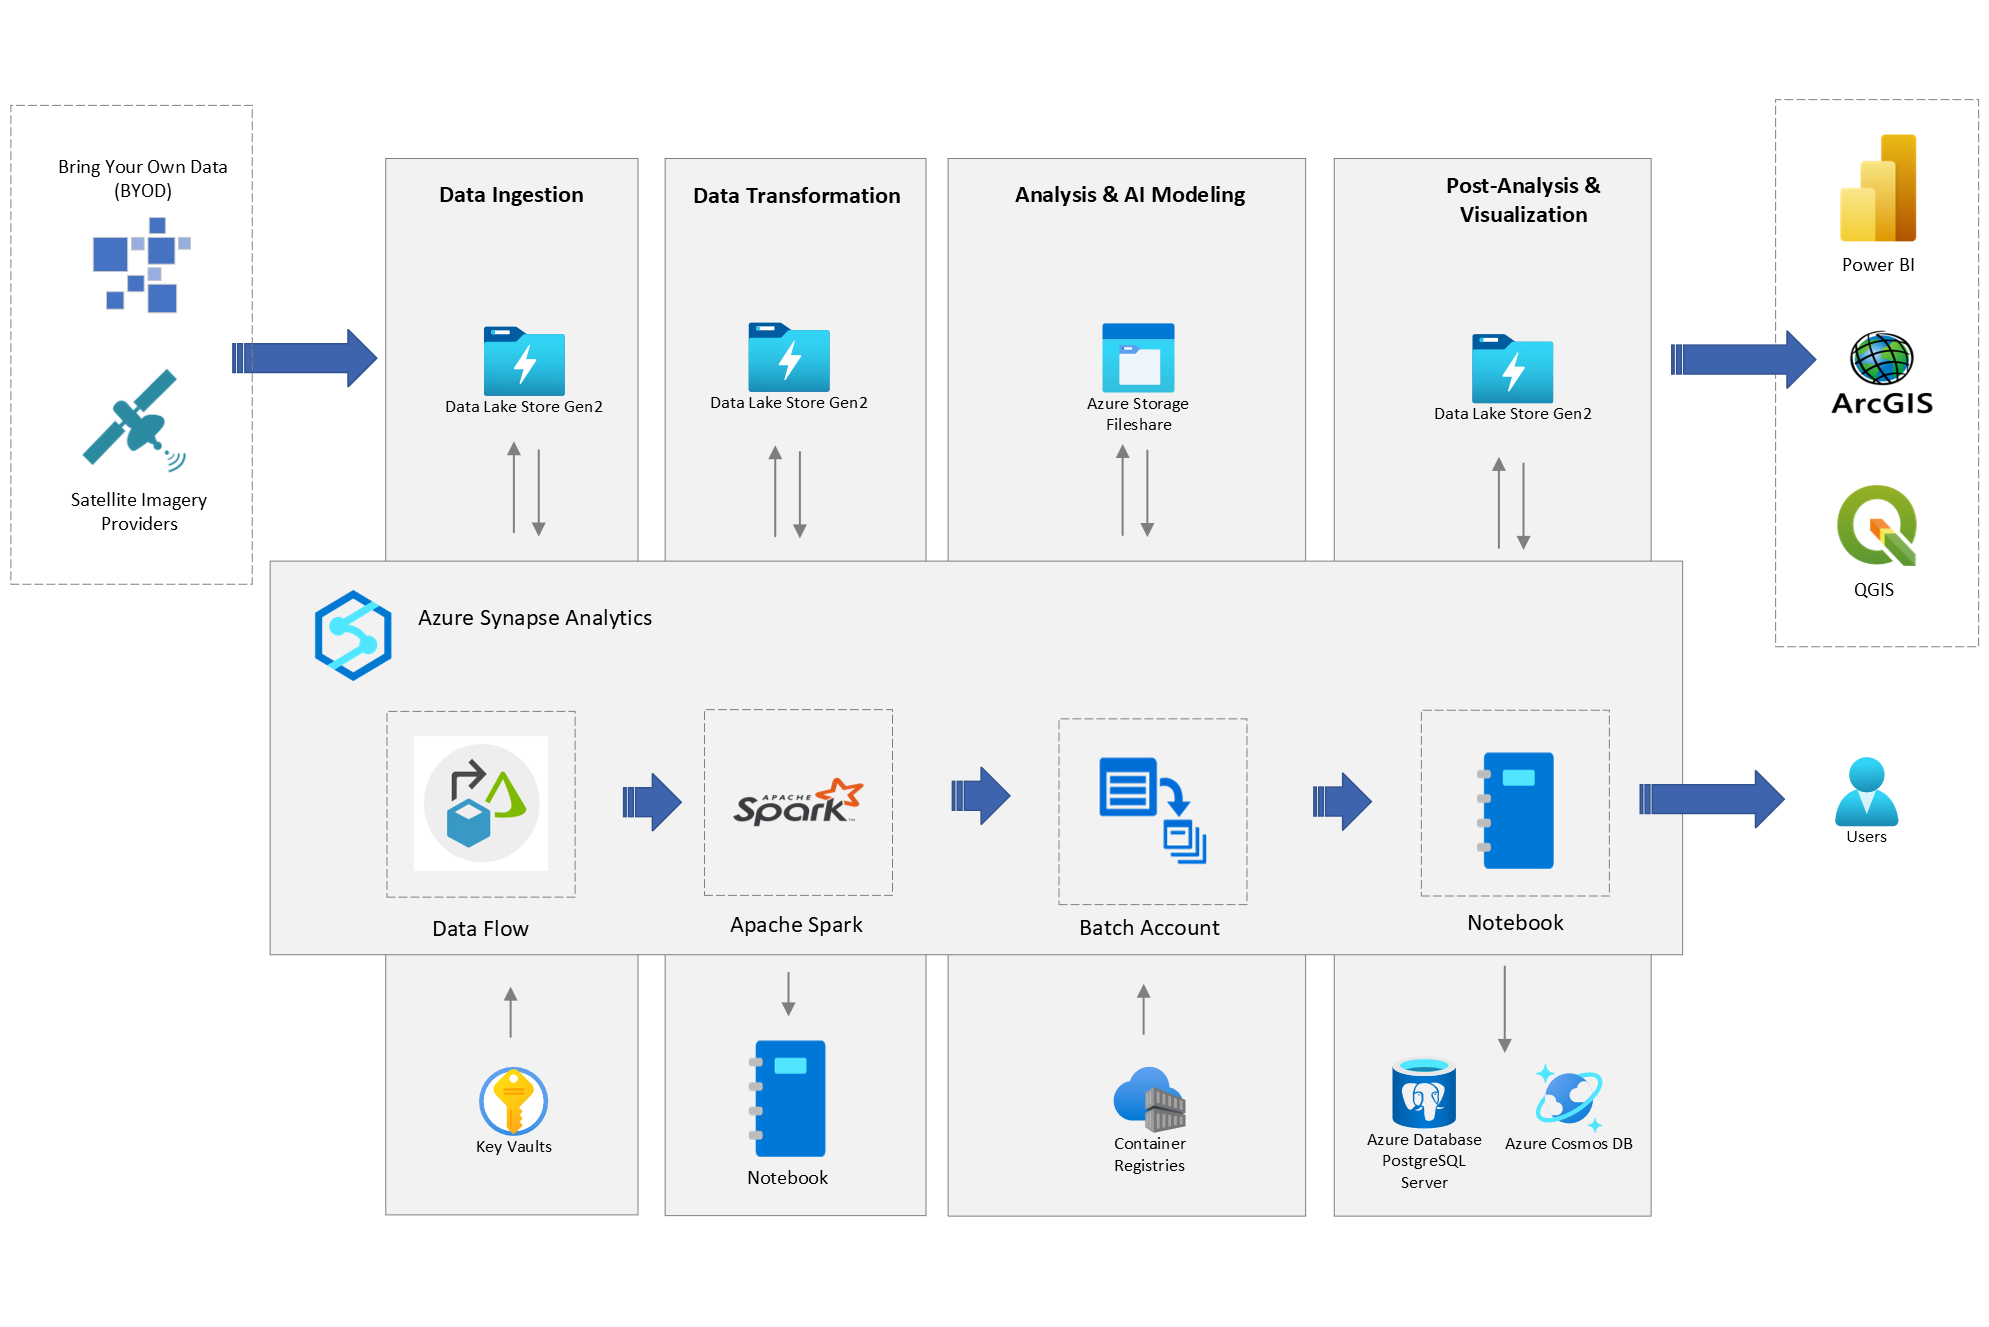 Bring Your Own Data
(BYOD)
Satellite Imagery
Providers
Data Ingestion
Data Lake Store Gen2
Data Transformation
Data Lake Store Gen2
Analysis & AI Modeling
Azure Storage
Fileshare
Post-Analysis &
Visualization
Data Lake Store Gen2
Power BI
ArcGIS
QGIS
Azure Synapse Analytics
Data Flow
APACHE
Spark
TM
Apache Spark
Batch Account
Notebook
Users
Key Vaults
Notebook
Container
Registries
Azure Database
PostgreSQL
Server
Azure Cosmos DB